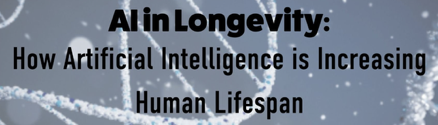 AI in Longevity:
How Artificial Intelligence is Increasing
Human Lifespan